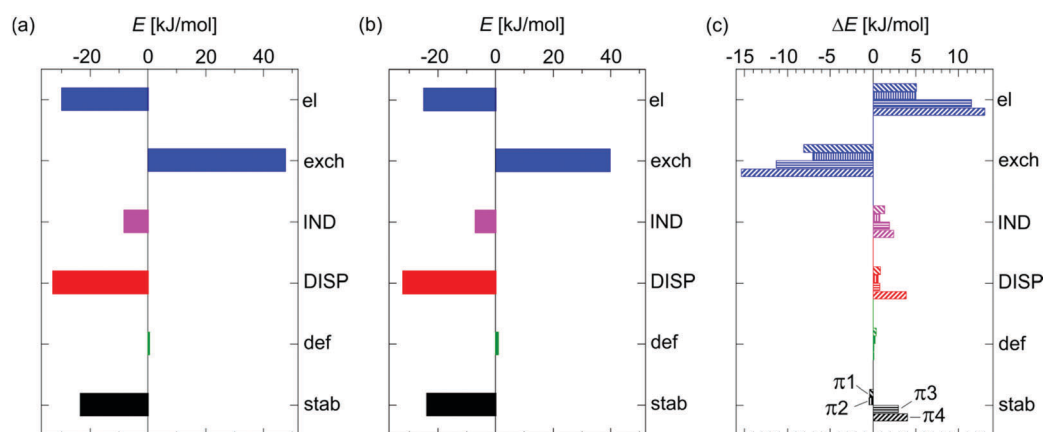 (a) E [kJ/mol]
-20 0 20 40
el
exch
IND
DISP
def
stab
(b) E [kJ/mol]
-20 0 20 40
el
exch
IND
DISP
def
stab
(c) ΔE [kJ/mol]
-15 -10 -5 0 5 10
el
exch
IND
DISP
def
π1 π3
stab
π2 π4